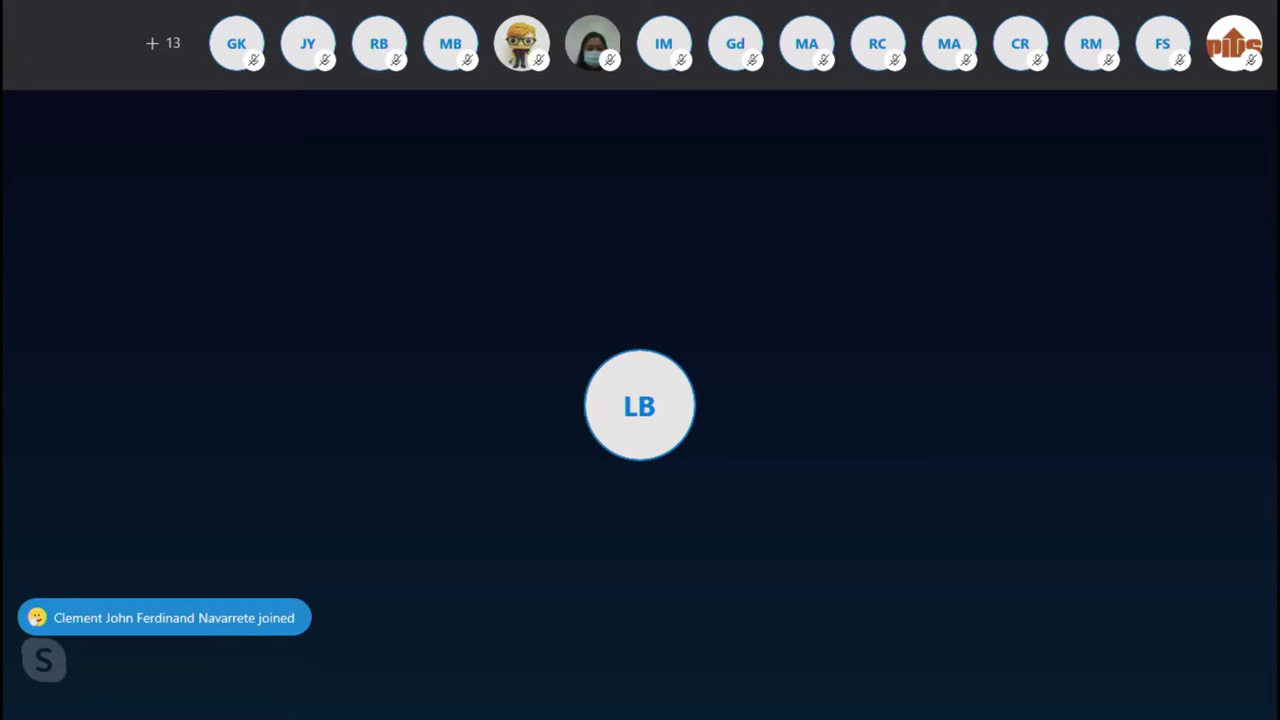 + 13
GK
JY
RB
MB
IM
Gd
MA
RC
MA
CR
RM
FS
pids
LB
Clement John Ferdinand Navarrete joined
S